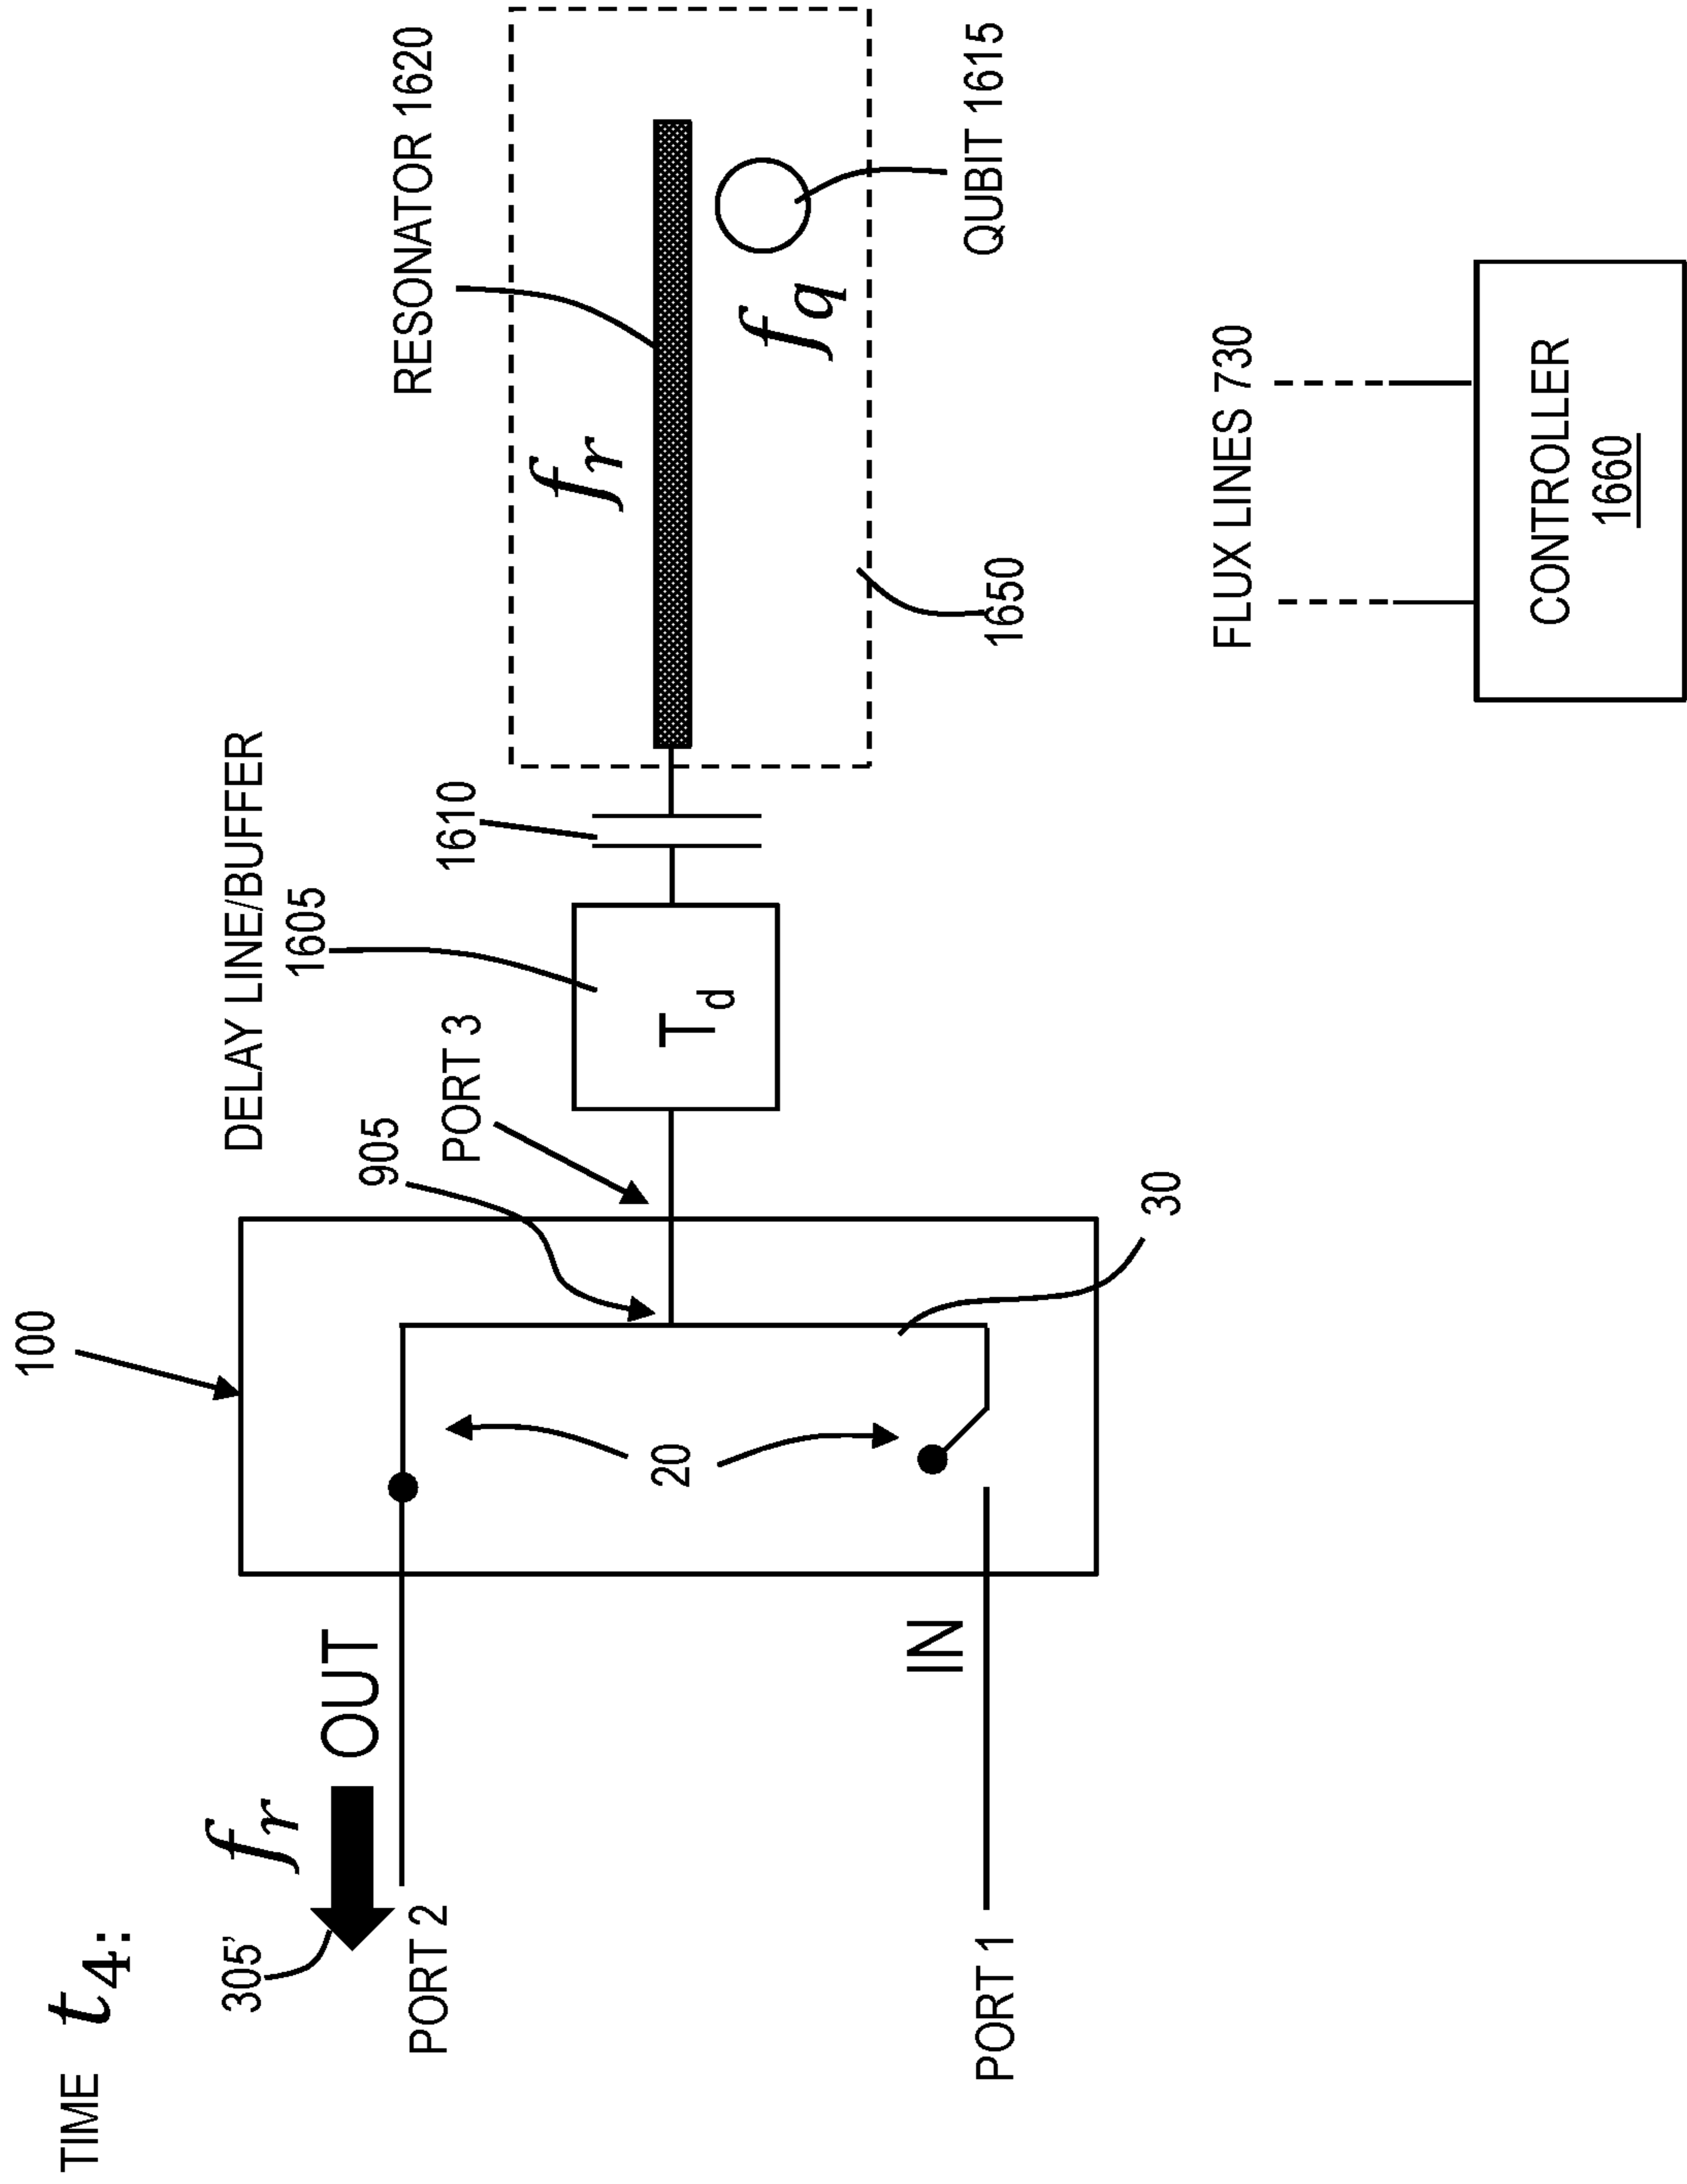 TIME t4:
100
305'
fr
OUT
PORT 2
905
PORT 3
DELAY LINE/BUFFER
1605
Td
1610
RESONATOR 1620
fr
fq
QUBIT 1615
1650
20
30
IN
PORT 1
FLUX LINES 730
CONTROLLER
1660